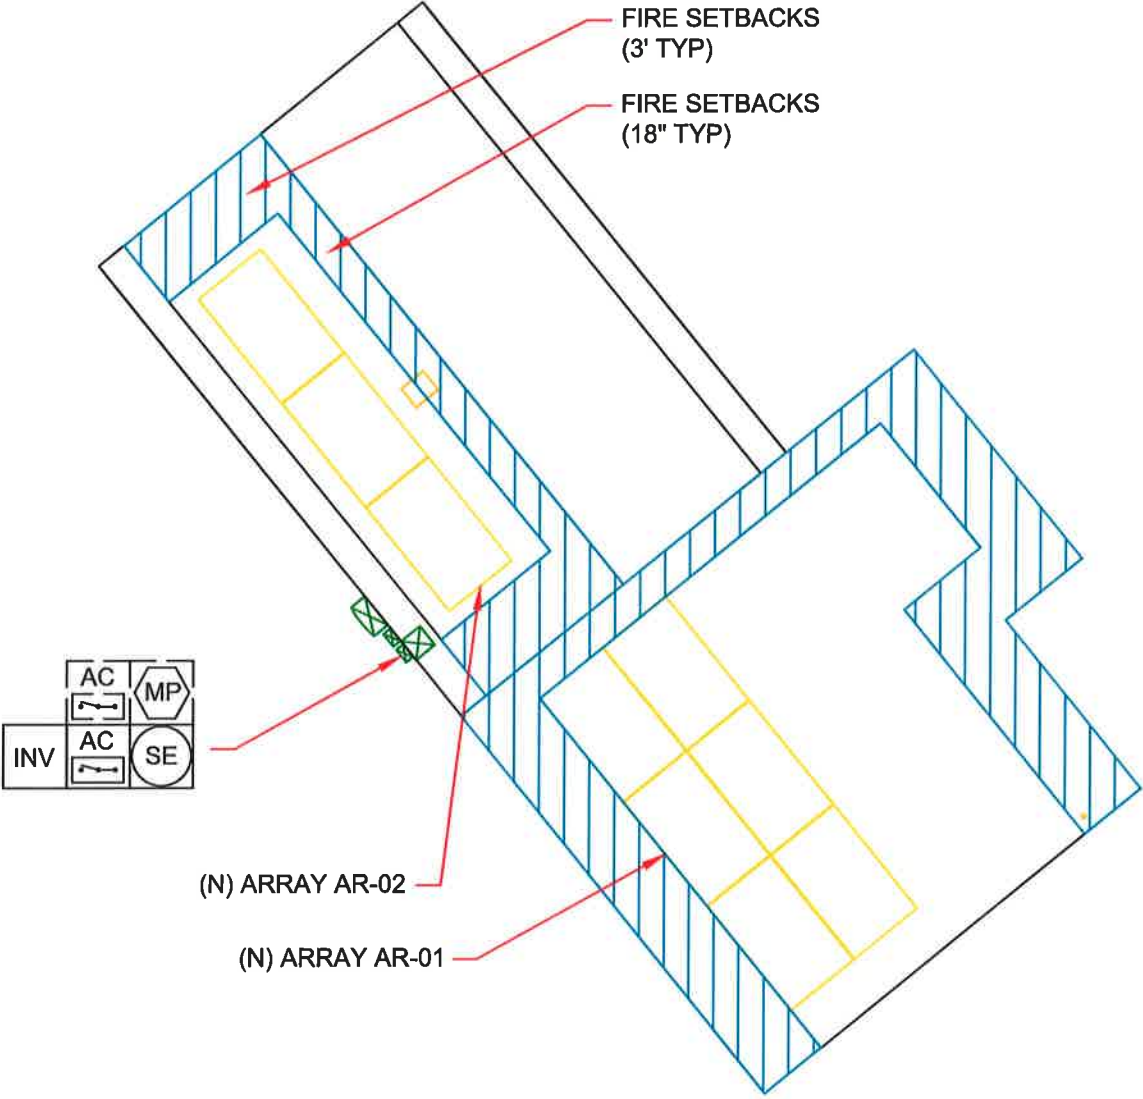 FIRE SETBACKS
(3' TYP)
FIRE SETBACKS
(18" TYP)
AC
MP
INV
AC
SE
(N) ARRAY AR-02
(N) ARRAY AR-01